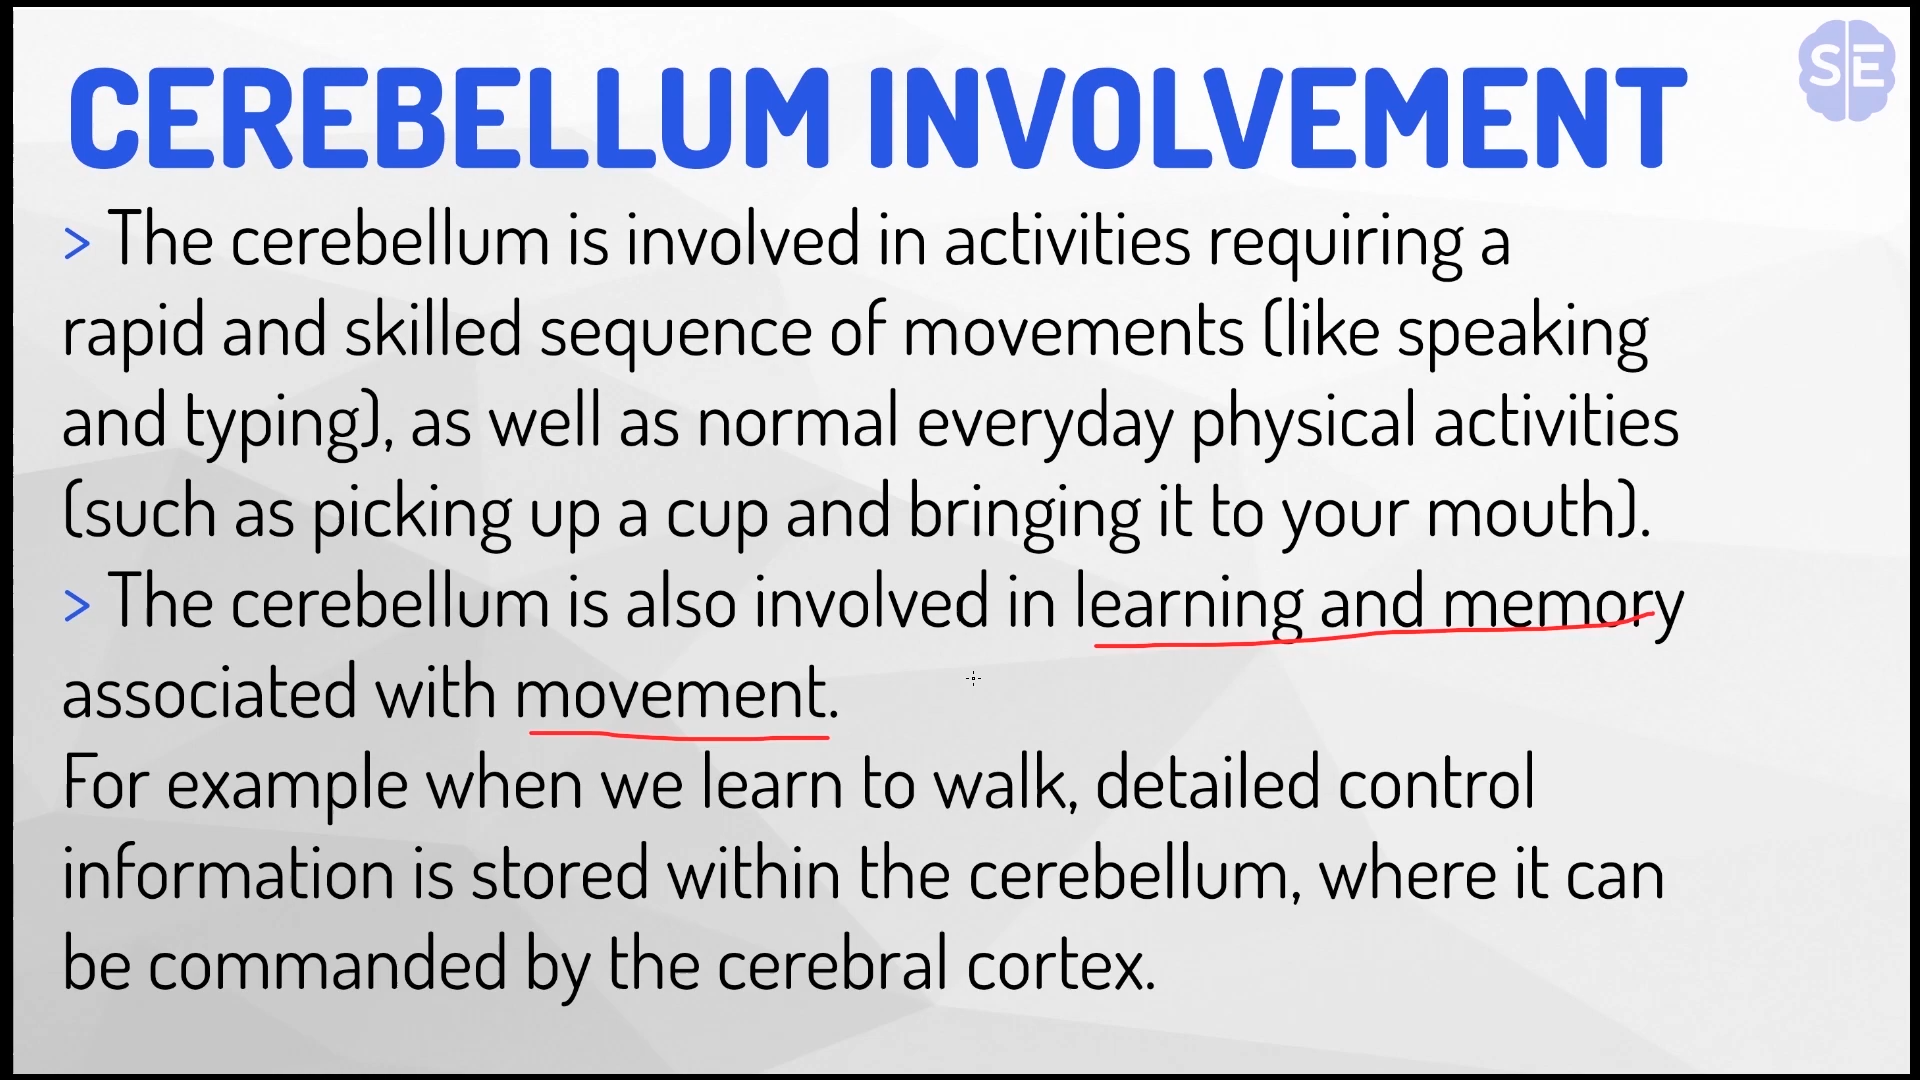 SE
CEREBELLUM INVOLVEMENT
> The cerebellum is involved in activities requiring a
rapid and skilled sequence of movements (like speaking
and typing), as well as normal everyday physical activities
(such as picking up a cup and bringing it to your mouth).
> The cerebellum is also involved in learning and memory
associated with movement.
For example when we learn to walk, detailed control
information is stored within the cerebellum, where it can
be commanded by the cerebral cortex.